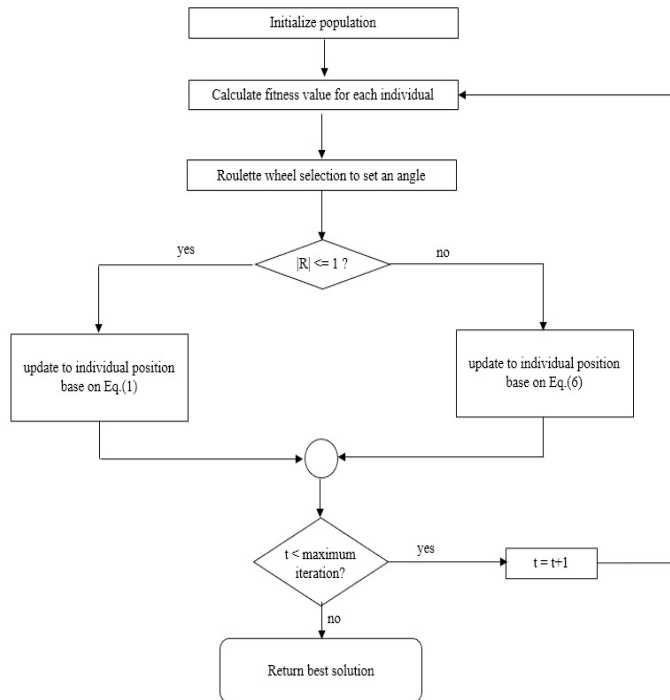 Initialize population
Calculate fitness value for each individual
Roulette wheel selection to set an angle
yes
|R| <= 1 ?
no
update to individual position
base on Eq.(1)
update to individual position
base on Eq.(6)
t < maximum
iteration?
yes
t = t+1
no
Return best solution